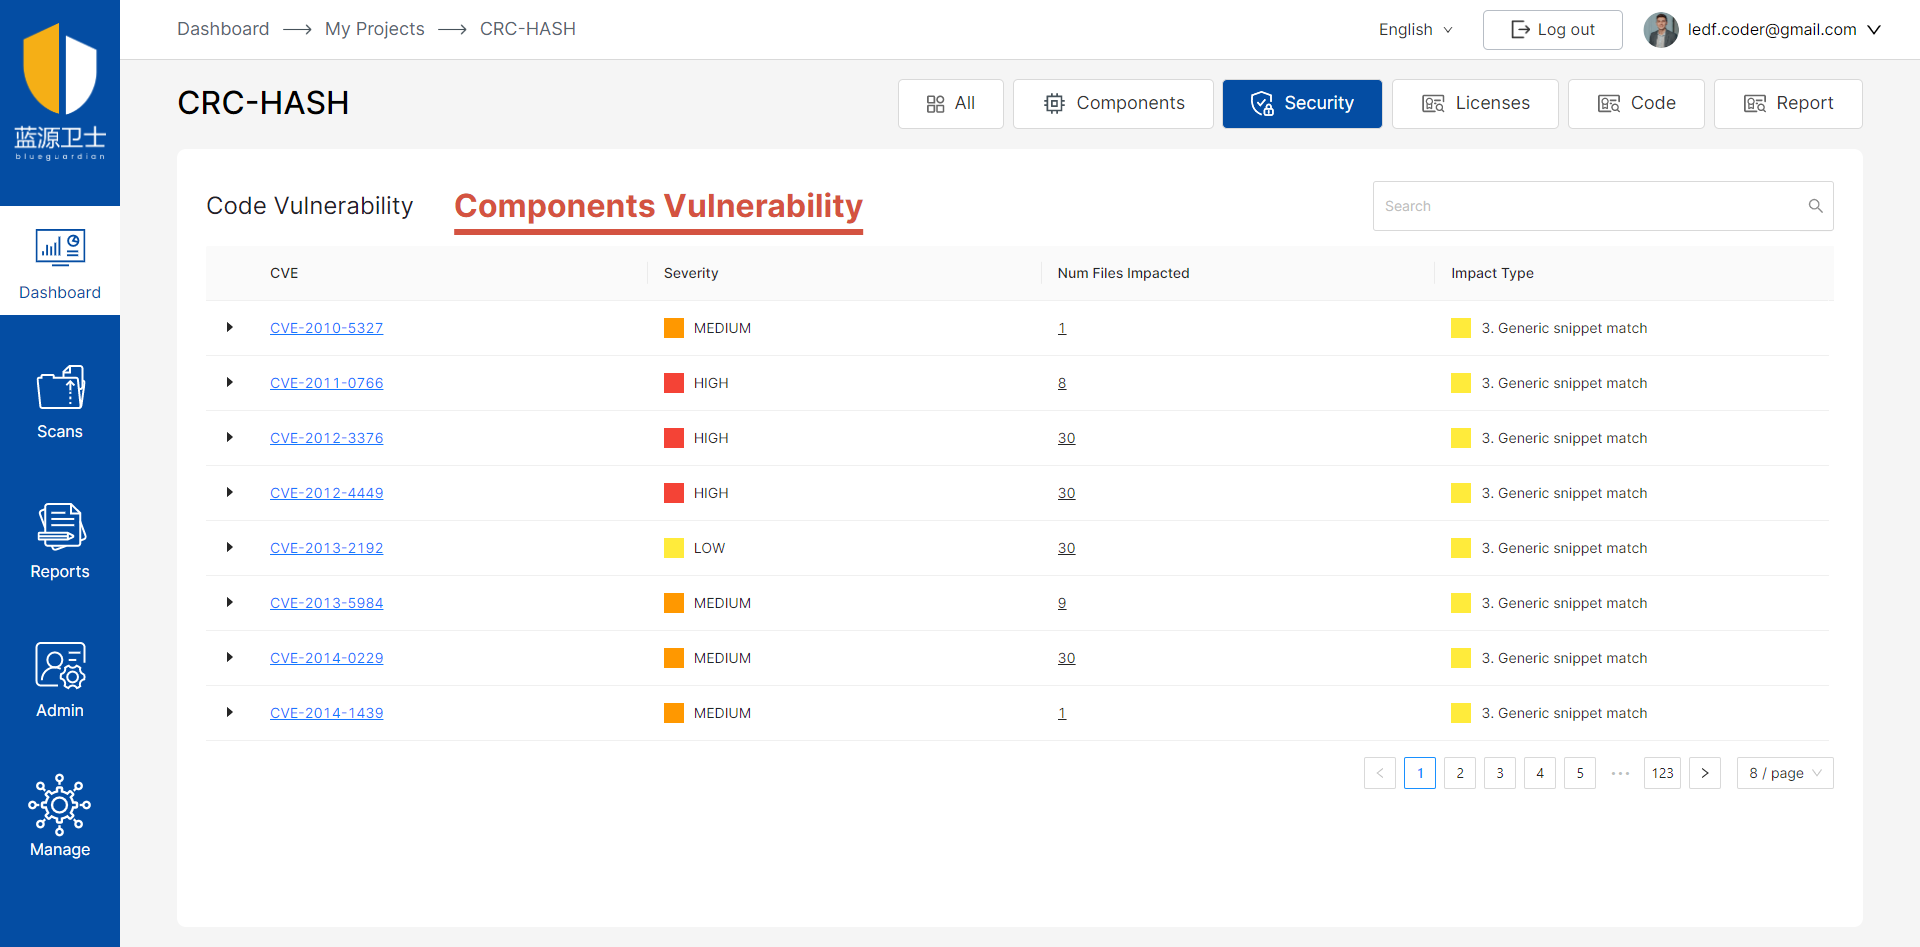 蓝源卫士
blueguardian
Dashboard
Scans
Reports
Admin
Manage
Dashboard My Projects CRC-HASH
English Log out ledf.coder@gmail.com
CRC-HASH
All Components Security Licenses Code Report
Code Vulnerability Components Vulnerability Search
CVE Severity Num Files Impacted Impact Type
CVE-2010-5327 MEDIUM 1 3. Generic snippet match
CVE-2011-0766 HIGH 8 3. Generic snippet match
CVE-2012-3376 HIGH 30 3. Generic snippet match
CVE-2012-4449 HIGH 30 3. Generic snippet match
CVE-2013-2192 LOW 30 3. Generic snippet match
CVE-2013-5984 MEDIUM 9 3. Generic snippet match
CVE-2014-0229 MEDIUM 30 3. Generic snippet match
CVE-2014-1439 MEDIUM 1 3. Generic snippet match
< 1 2 3 4 5 ••• 123 > 8 / page